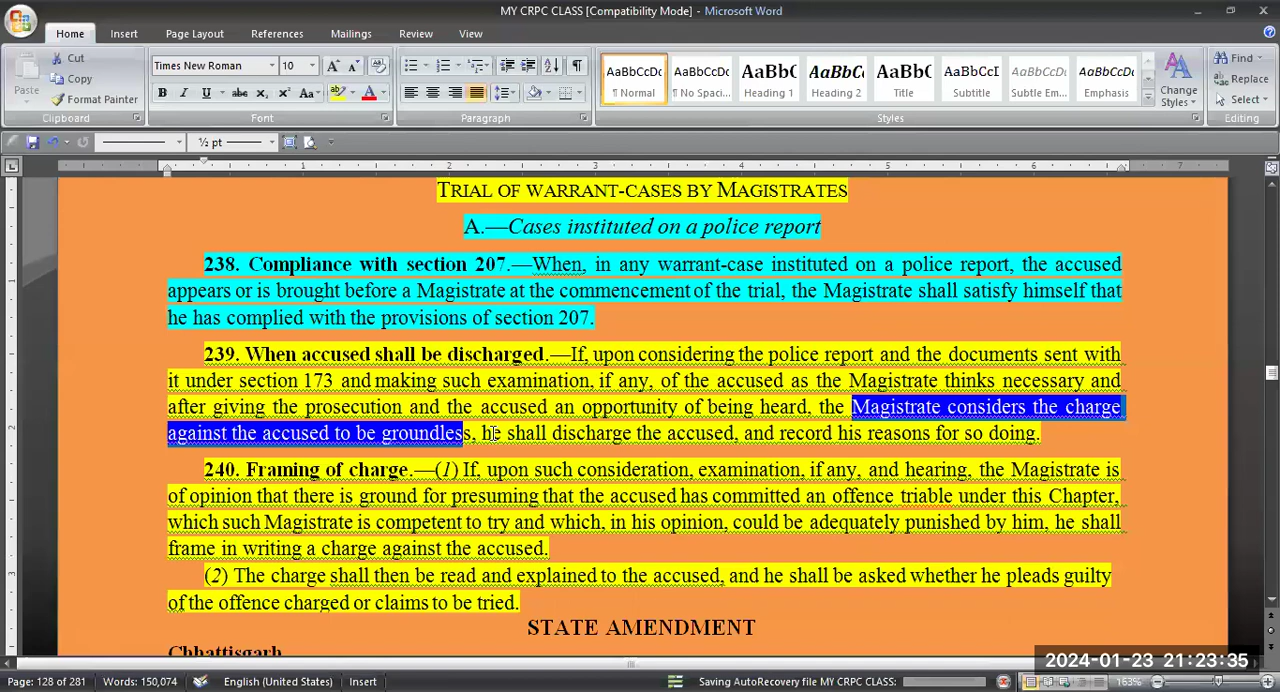 MY CRPC CLASS [Compatibility Mode] - Microsoft Word
Home Insert Page Layout References Mailings Review View
Cut
Copy
Format Painter
Paste
Clipboard
Times New Roman 10
Font
Paragraph
AaBbCcDc AaBbCcDc AaBbC AaBbC AaBbC AaBbCcI AaBbCcDc AaBbCcDc
¶ Normal ¶ No Spaci... Heading 1 Heading 2 Title Subtitle Subtle Em... Emphasis
Change Styles
Styles
Find
Replace
Select
Editing
½ pt
1 2 3 4 5 6 7
TRIAL OF WARRANT-CASES BY MAGISTRATES
A.—Cases instituted on a police report
238. Compliance with section 207.—When, in any warrant-case instituted on a police report, the accused
appears or is brought before a Magistrate at the commencement of the trial, the Magistrate shall satisfy himself that
he has complied with the provisions of section 207.
239. When accused shall be discharged.—If, upon considering the police report and the documents sent with
it under section 173 and making such examination, if any, of the accused as the Magistrate thinks necessary and
after giving the prosecution and the accused an opportunity of being heard, the Magistrate considers the charge
against the accused to be groundless, he shall discharge the accused, and record his reasons for so doing.
240. Framing of charge.—(1) If, upon such consideration, examination, if any, and hearing, the Magistrate is
of opinion that there is ground for presuming that the accused has committed an offence triable under this Chapter,
which such Magistrate is competent to try and which, in his opinion, could be adequately punished by him, he shall
frame in writing a charge against the accused.
(2) The charge shall then be read and explained to the accused, and he shall be asked whether he pleads guilty
of the offence charged or claims to be tried.
STATE AMENDMENT
Chhattisgarh
2024-01-23 21:23:35
Page: 128 of 281 Words: 150,074 English (United States) Insert Saving AutoRecovery file MY CRPC CLASS: 163%